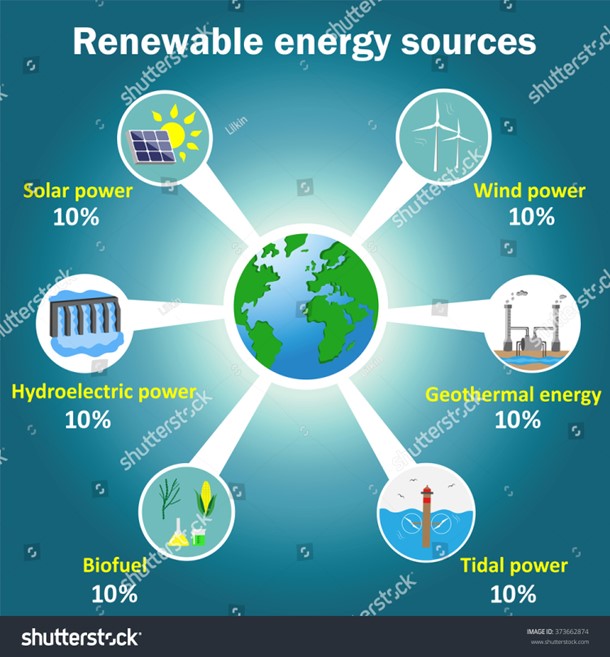 Renewable energy sources
Solar power
10%
Wind power
10%
Hydroelectric power
10%
Geothermal energy
10%
Biofuel
10%
Tidal power
10%
shutterstock
Lilkin
shutterstock
IMAGE ID: 373662874
www.shutterstock.com